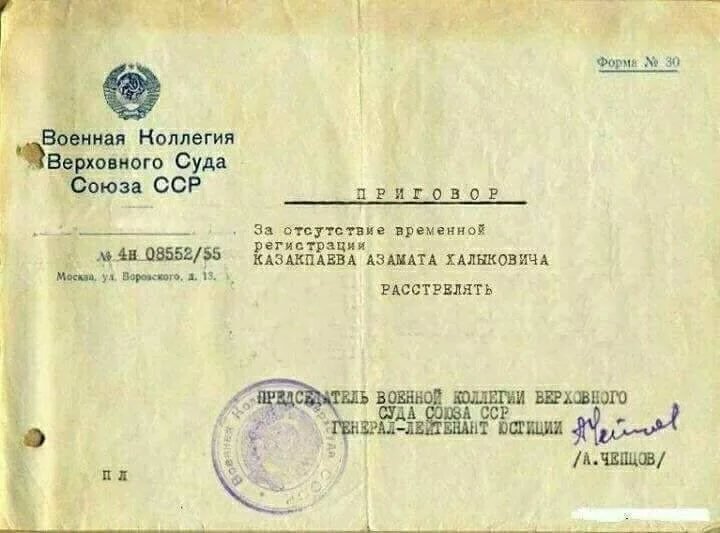 Форма № 30
Военная Коллегия
Верховного Суда
Союза ССР
№ 4н 08552/55
Москва, ул. Воровского, д. 13.
ПРИГОВОР
За отсутствие временной
регистрации
КАЗАКПАЕВА АЗАМАТА ХАЛЫКОВИЧА
РАССТРЕЛЯТЬ
ПРЕДСЕДАТЕЛЬ ВОЕННОЙ КОЛЛЕГИИ ВЕРХОВНОГО
СУДА СОЮЗА ССР
ГЕНЕРАЛ-ЛЕЙТЕНАНТ ЮСТИЦИИ
/А.ЧЕПЦОВ/
П Л